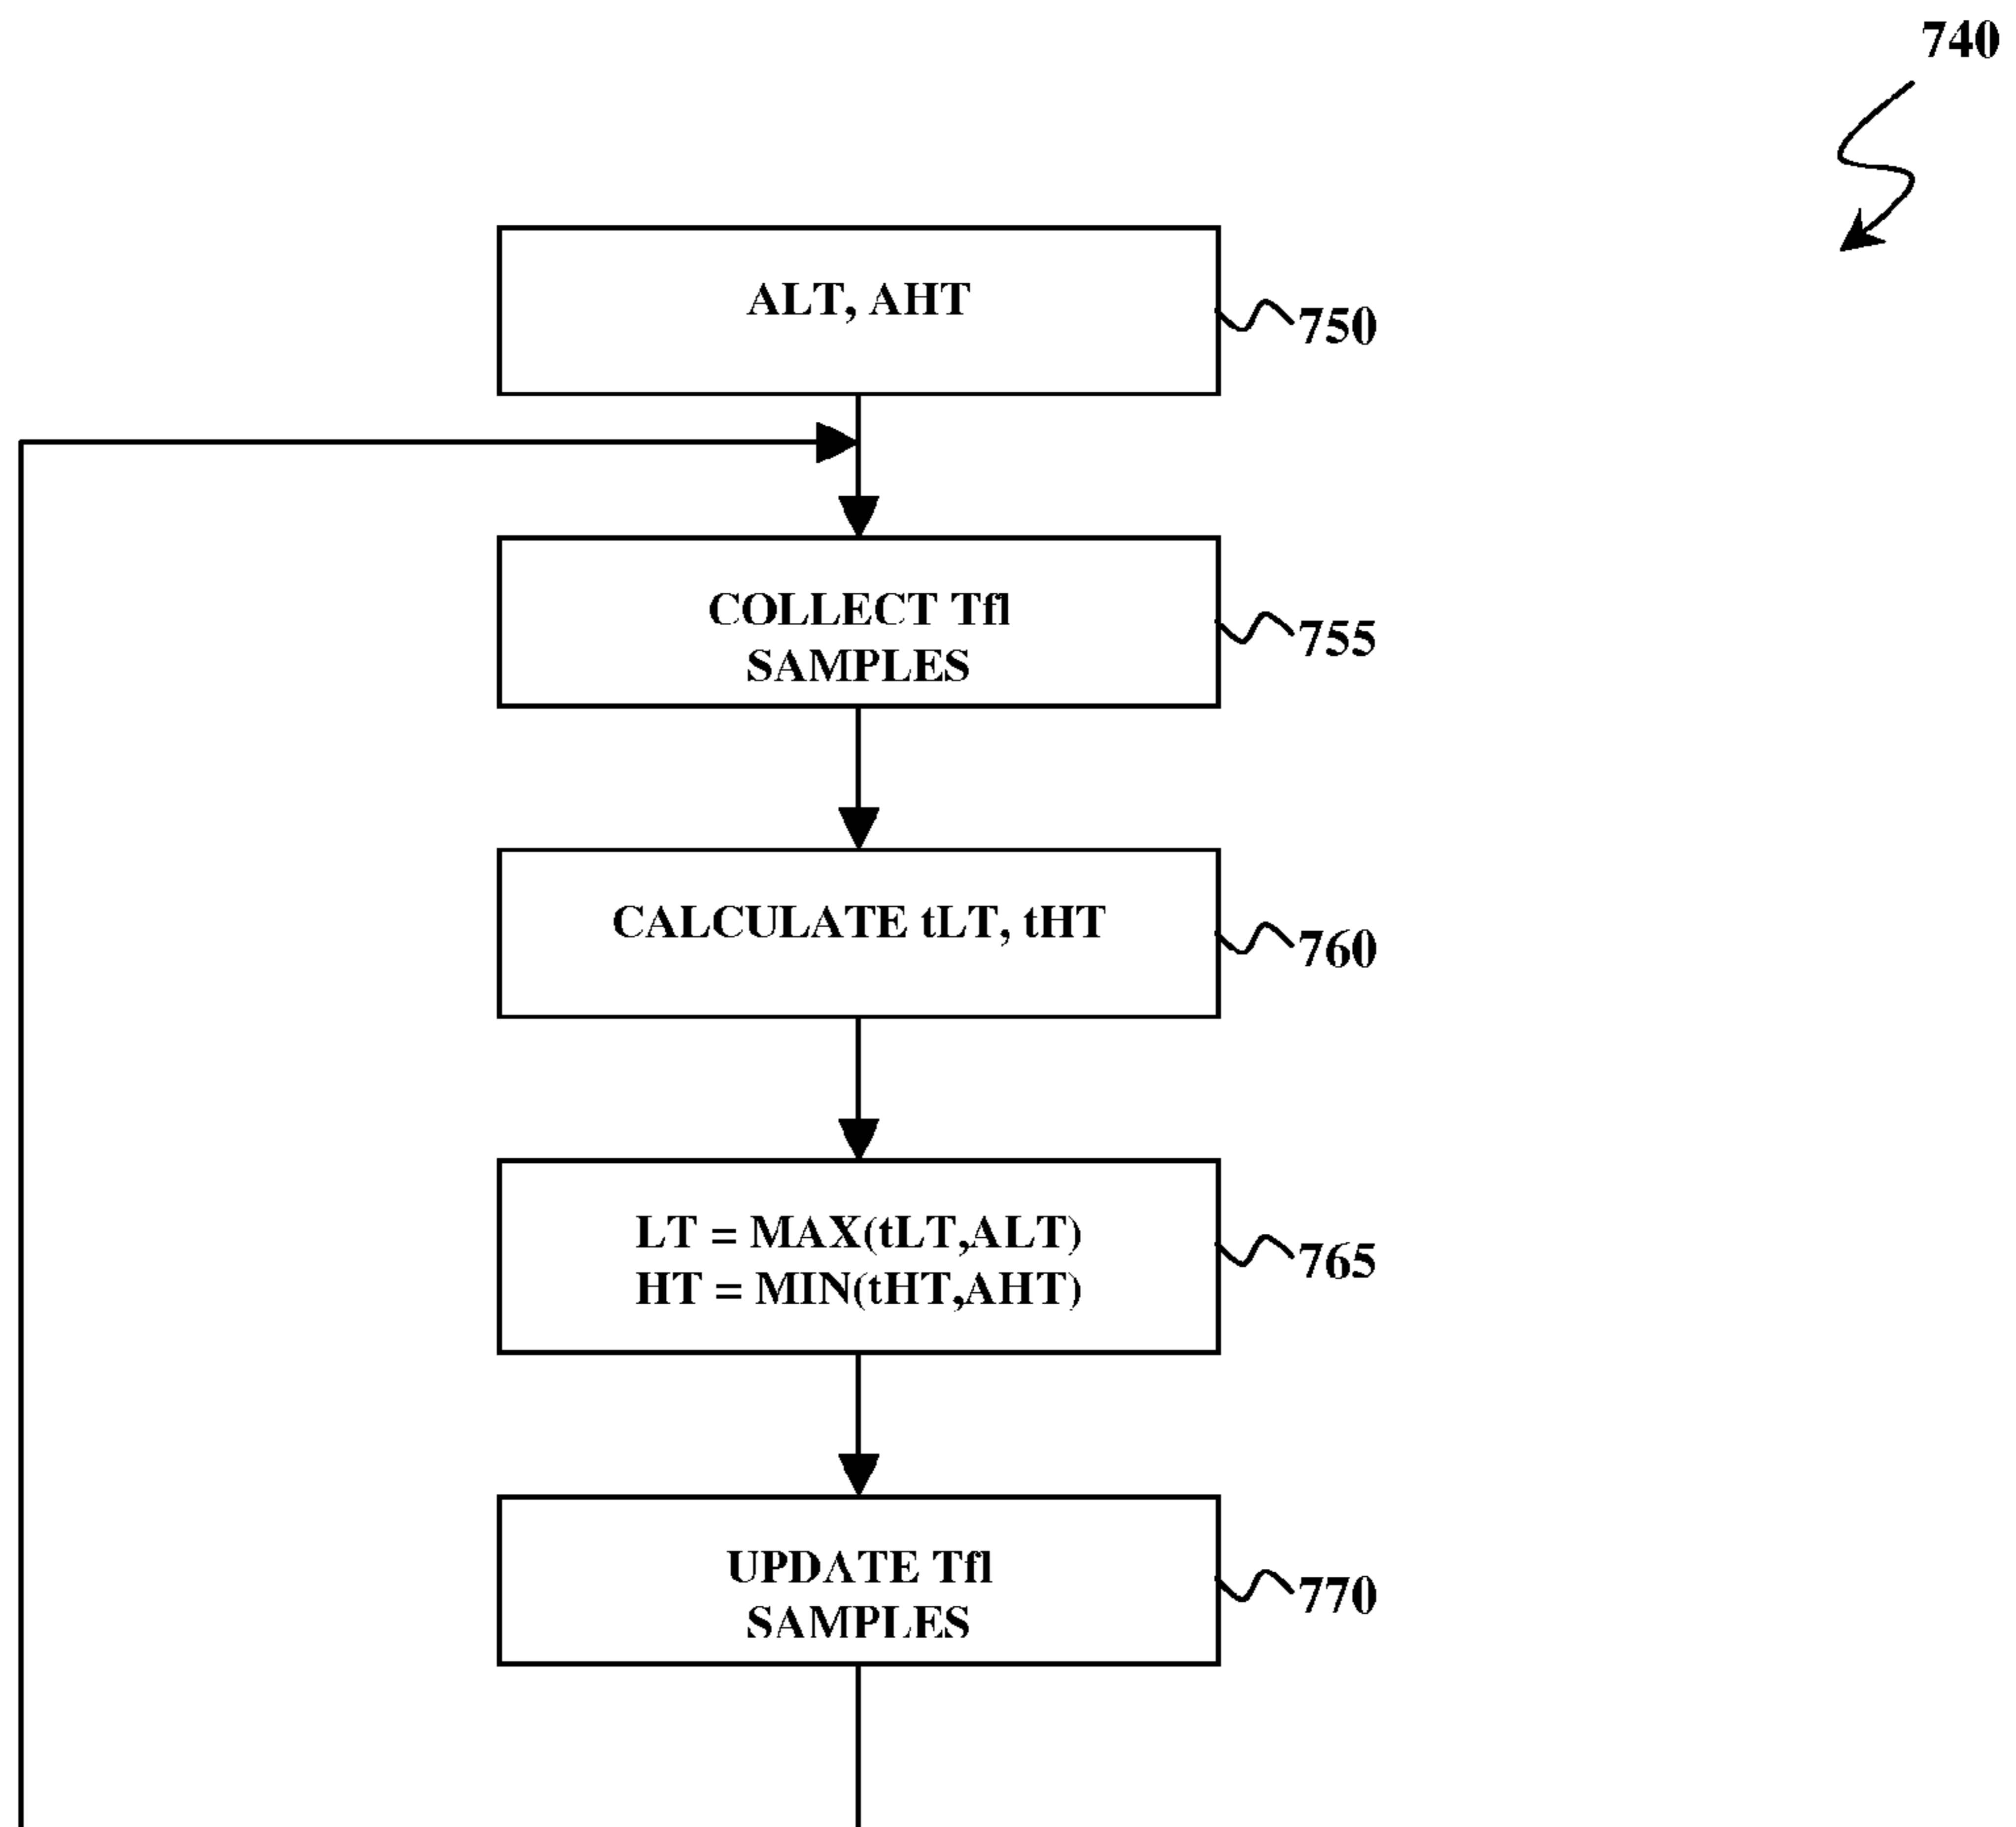 740
ALT, AHT
750
COLLECT Tfl
SAMPLES
755
CALCULATE tLT, tHT
760
LT = MAX(tLT,ALT)
HT = MIN(tHT,AHT)
765
UPDATE Tfl
SAMPLES
770